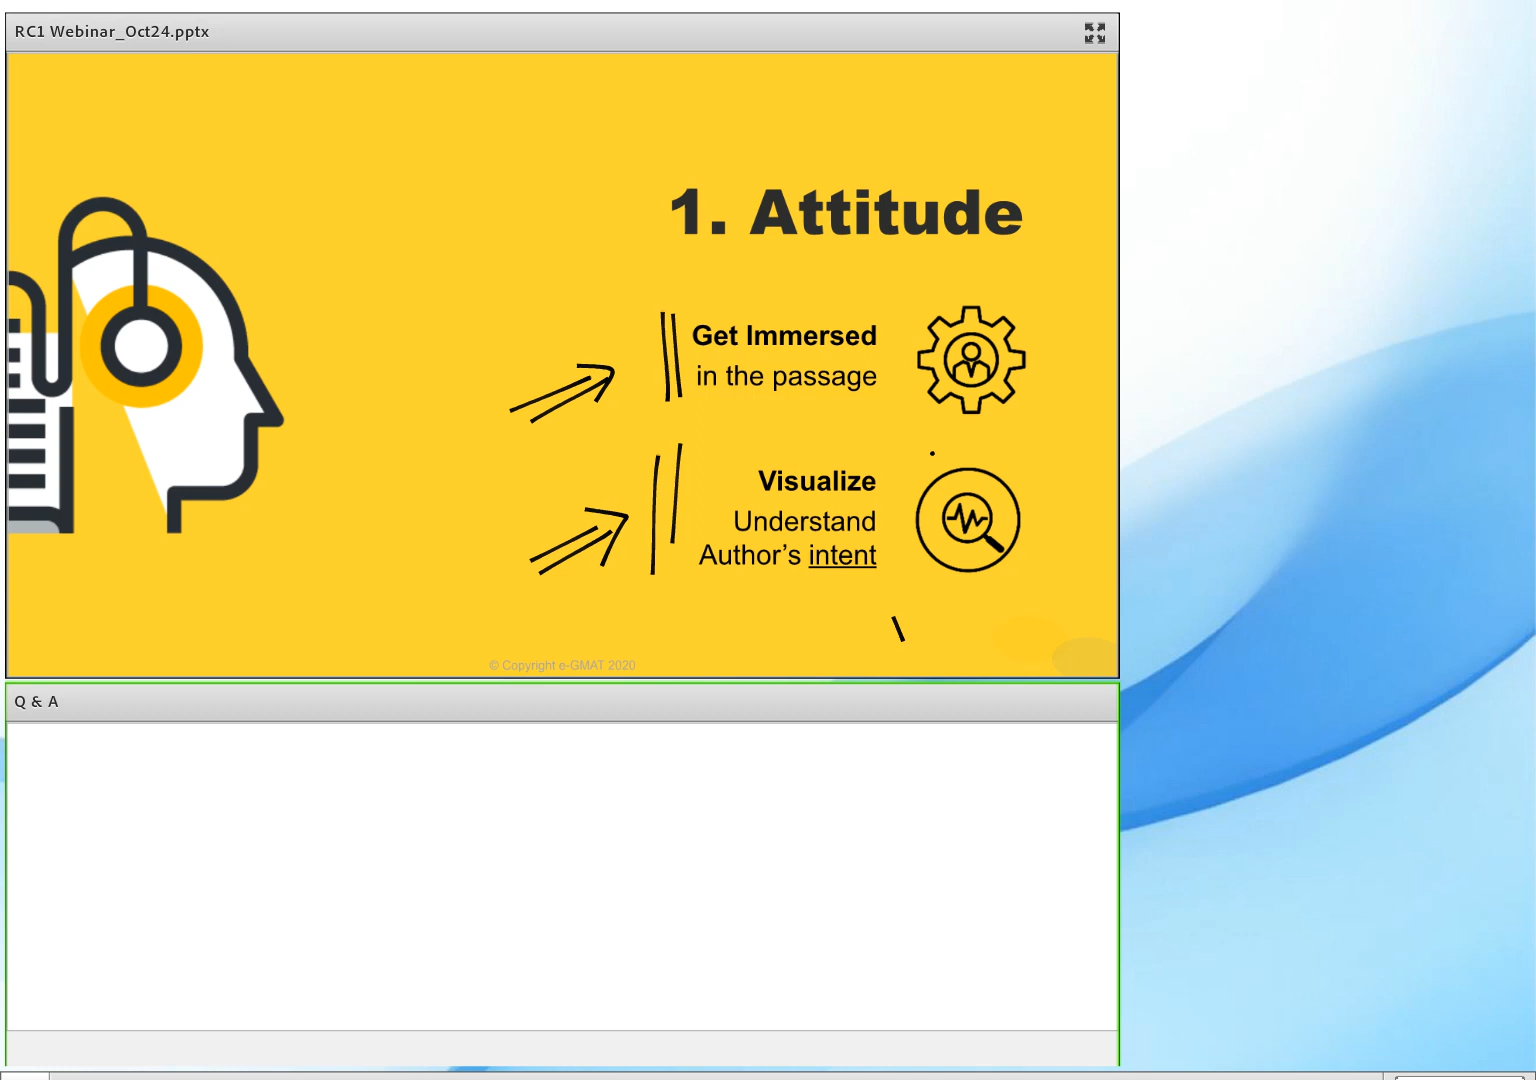 RC1 Webinar_Oct24.pptx
1. Attitude
Get Immersed
in the passage
Visualize
Understand
Author’s intent
© Copyright e-GMAT 2020
Q & A